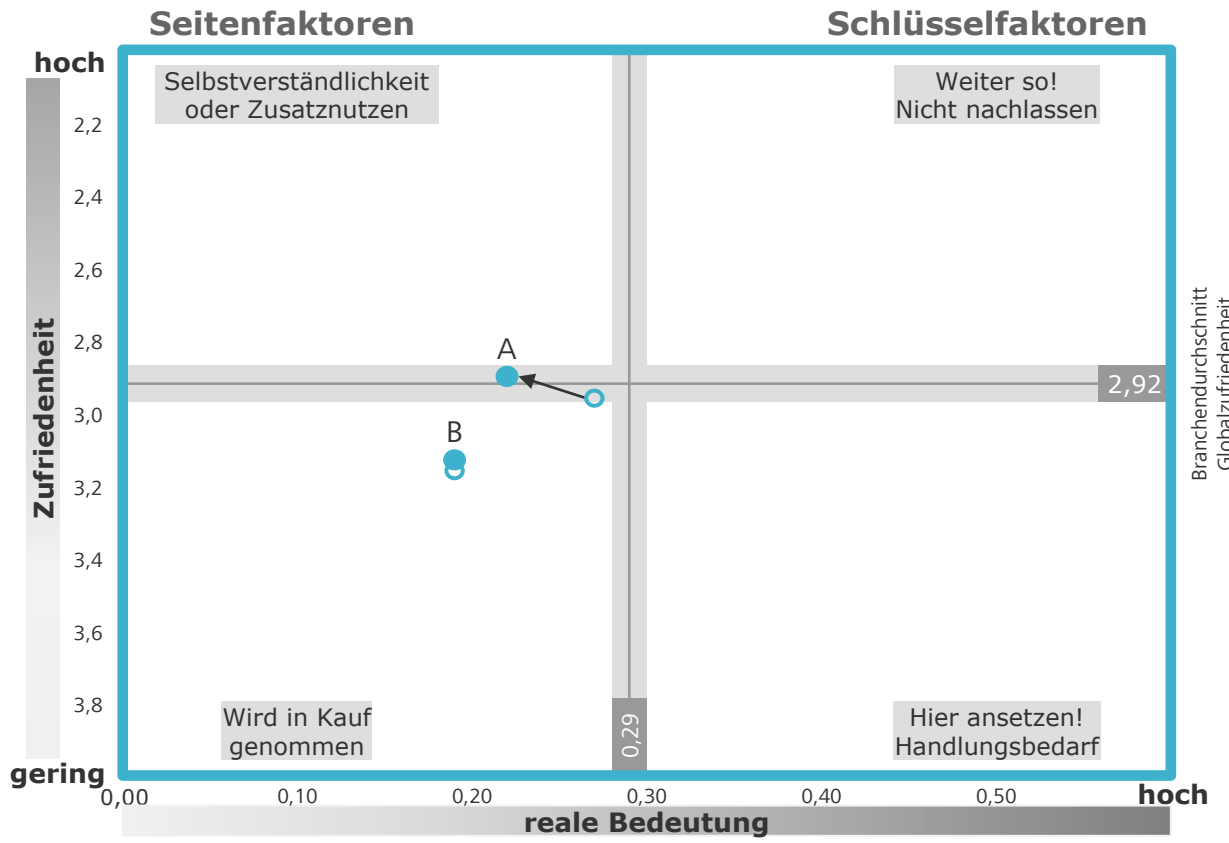 Seitenfaktoren
Schlüsselfaktoren
hoch
Selbstverständlichkeit
oder Zusatznutzen
Weiter so!
Nicht nachlassen
2,2
2,4
2,6
2,8
3,0
3,2
3,4
3,6
3,8
Zufriedenheit
A
B
2,92
Branchendurchschnitt
Globalzufriedenheit
Wird in Kauf
genommen
0,29
Hier ansetzen!
Handlungsbedarf
gering
0,00
0,10
0,20
0,30
0,40
0,50
hoch
reale Bedeutung